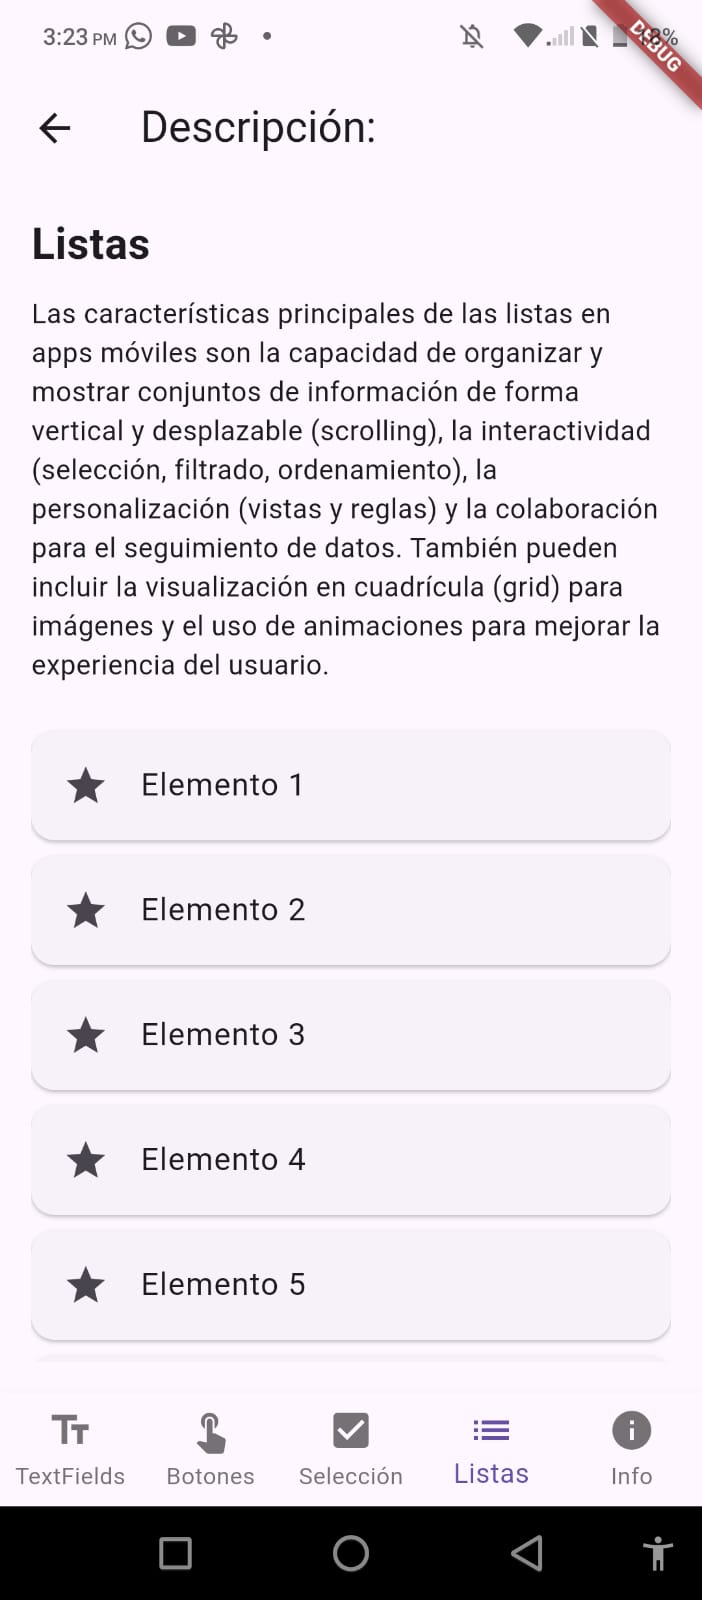 3:23 PM
8%
DEBUG
Descripción:
Listas
Las características principales de las listas en
apps móviles son la capacidad de organizar y
mostrar conjuntos de información de forma
vertical y desplazable (scrolling), la interactividad
(selección, filtrado, ordenamiento), la
personalización (vistas y reglas) y la colaboración
para el seguimiento de datos. También pueden
incluir la visualización en cuadrícula (grid) para
imágenes y el uso de animaciones para mejorar la
experiencia del usuario.
Elemento 1
Elemento 2
Elemento 3
Elemento 4
Elemento 5
TextFields
Botones
Selección
Listas
Info